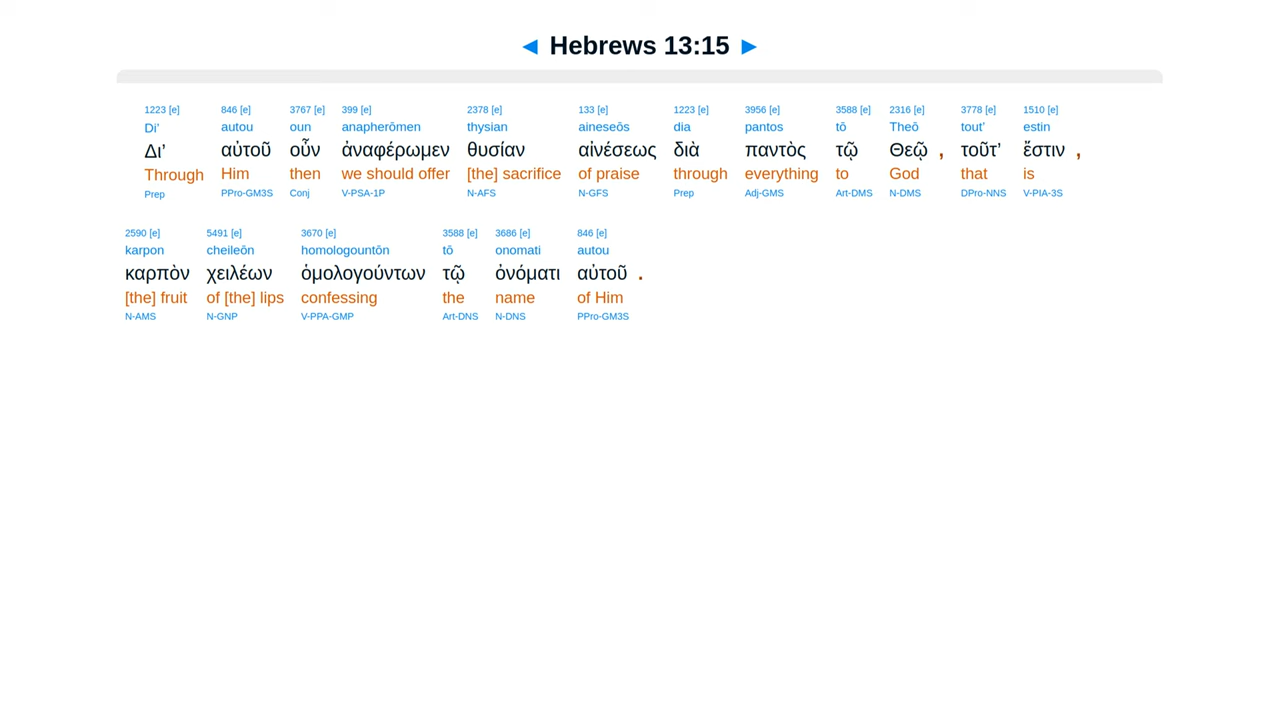 ◄ Hebrews 13:15 ►
1223 [e] 846 [e] 3767 [e] 399 [e] 2378 [e] 133 [e] 1223 [e] 3956 [e] 3588 [e] 2316 [e] 3778 [e] 1510 [e]
Di’ autou oun anapherōmen thysian aineseōs dia pantos tō Theō tout’ estin
Δι’ αὐτοῦ οὖν ἀναφέρωμεν θυσίαν αἰνέσεως διὰ παντὸς τῷ Θεῷ , τοῦτ’ ἔστιν ,
Through Him then we should offer [the] sacrifice of praise through everything to God that is
Prep PPro-GM3S Conj V-PSA-1P N-AFS N-GFS Prep Adj-GMS Art-DMS N-DMS DPro-NNS V-PIA-3S
2590 [e] 5491 [e] 3670 [e] 3588 [e] 3686 [e] 846 [e]
karpon cheileōn homologountōn tō onomati autou
καρπὸν χειλέων ὁμολογούντων τῷ ὀνόματι αὐτοῦ .
[the] fruit of [the] lips confessing the name of Him
N-AMS N-GNP V-PPA-GMP Art-DNS N-DNS PPro-GM3S